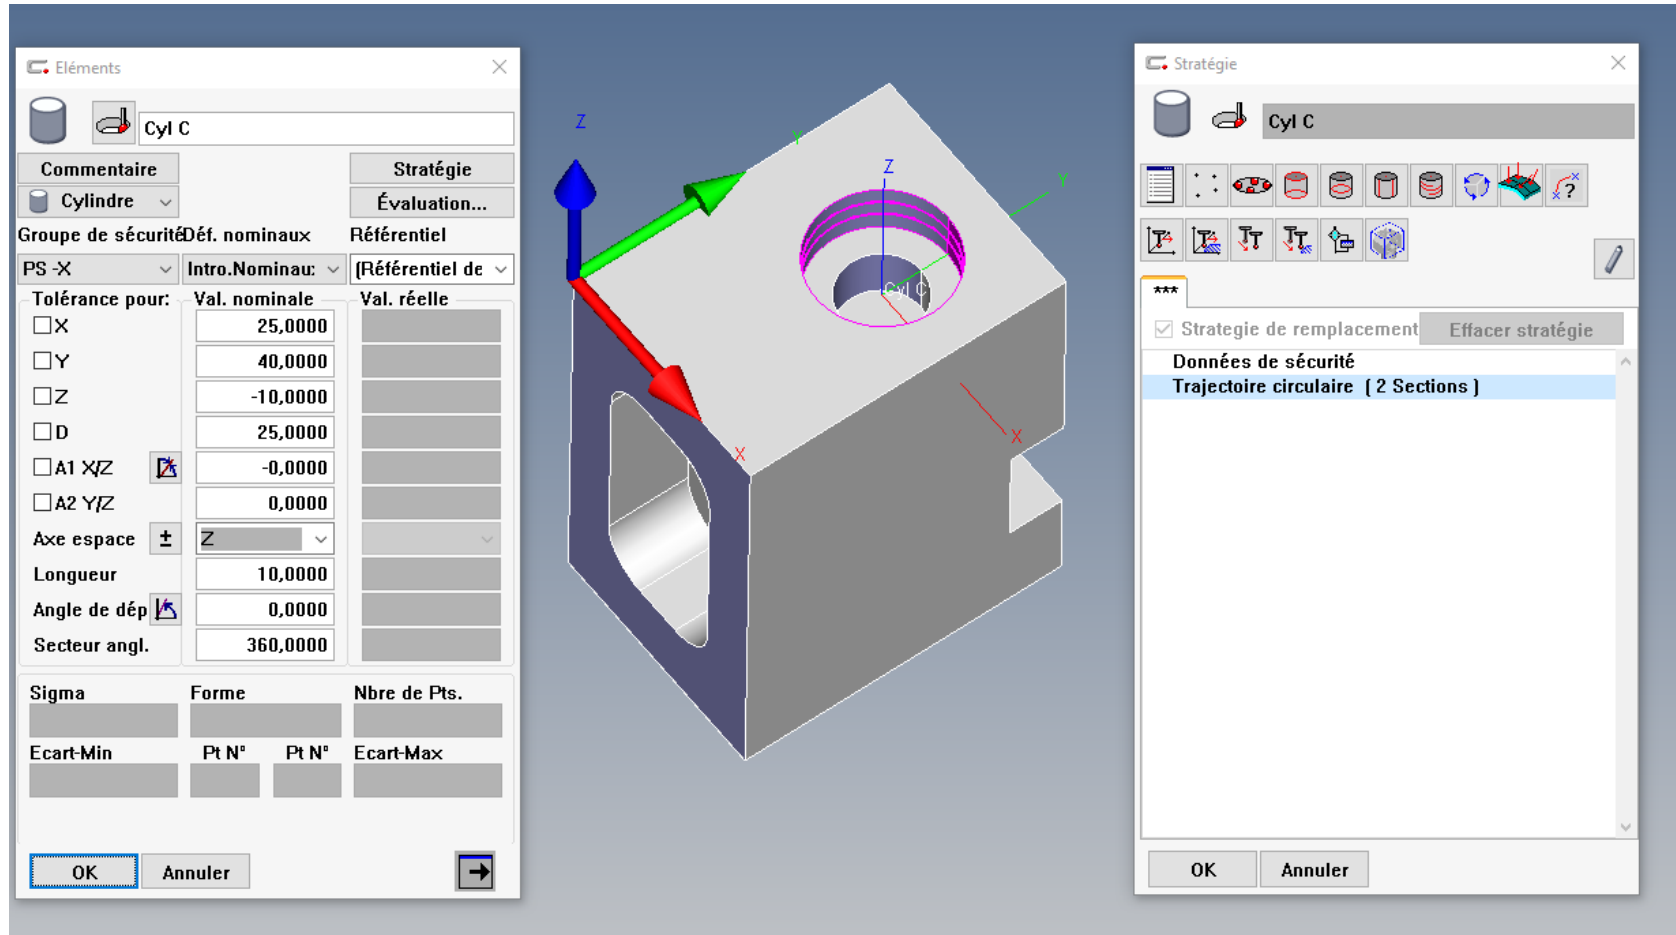 Eléments
Cyl C
Commentaire
Stratégie
Cylindre
Évaluation...
Groupe de sécurité
Déf. nominaux
Référentiel
PS -X
Intro.Nominau:
(Référentiel de
Tolérance pour:
Val. nominale
Val. réelle
X
25,0000
Y
40,0000
Z
-10,0000
D
25,0000
A1 X/Z
-0,0000
A2 Y/Z
0,0000
Axe espace
±
Z
Longueur
10,0000
Angle de dép
0,0000
Secteur angl.
360,0000
Sigma
Forme
Nbre de Pts.
Ecart-Min
Pt N°
Pt N°
Ecart-Max
OK
Annuler
Z
Y
X
Z
Y
X
Cyl C
Stratégie
Cyl C
?
***
Strategie de remplacement
Effacer stratégie
Données de sécurité
Trajectoire circulaire ( 2 Sections )
OK
Annuler